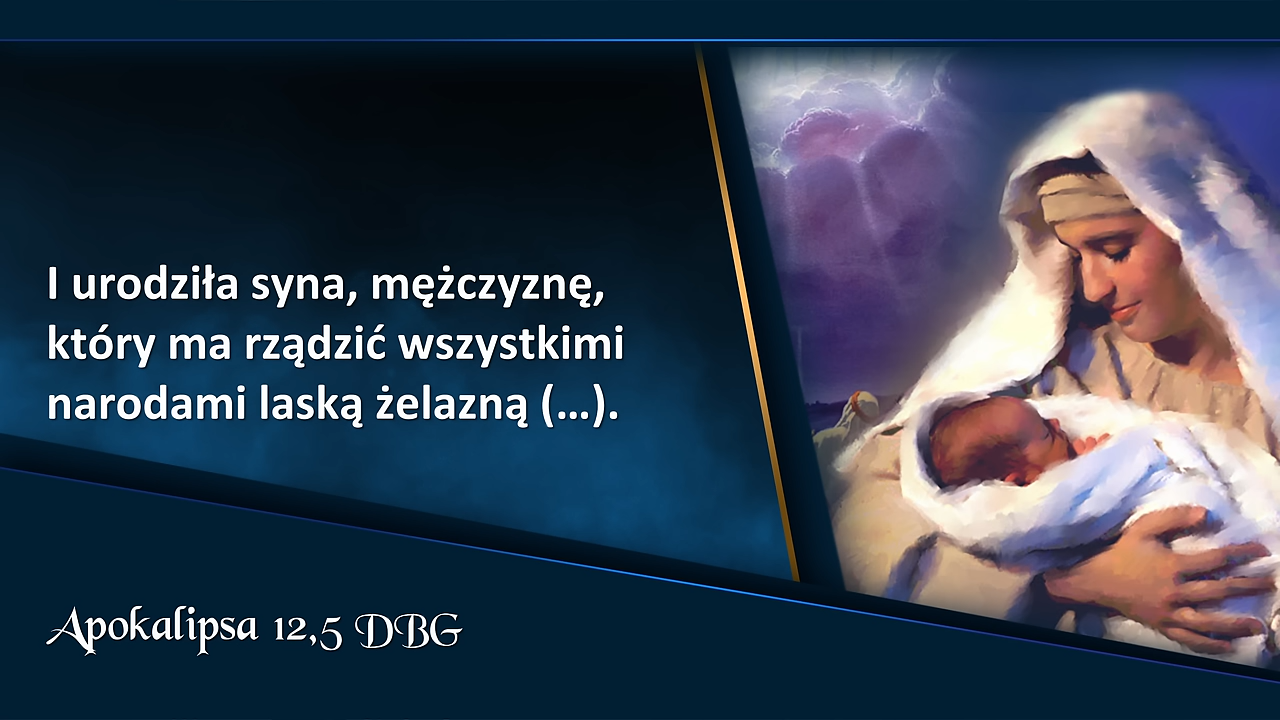 I urodziła syna, mężczyznę,
który ma rządzić wszystkimi
narodami laską żelazną (...).
Apokalipsa 12,5 DBG